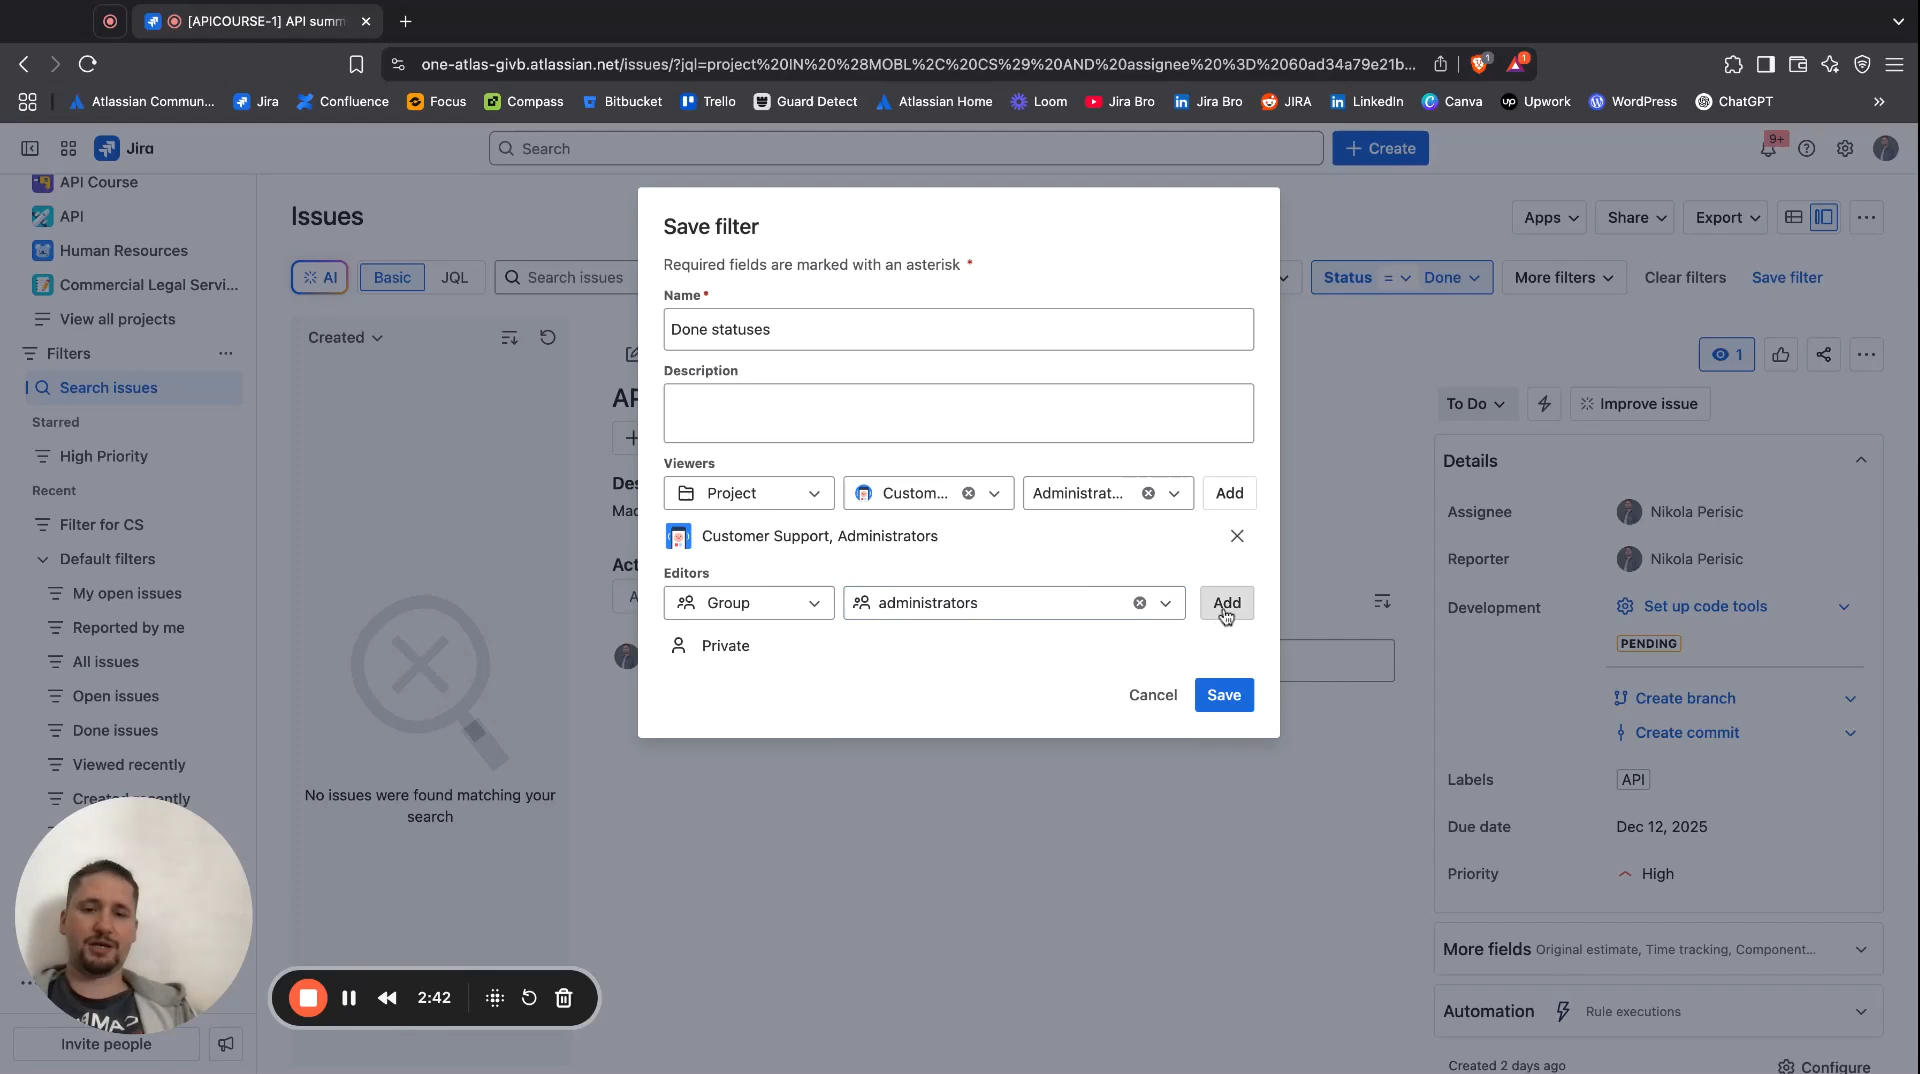 [APICOURSE-1] API summ
one-atlas-givb.atlassian.net/issues/?jql=project%20IN%20%28MOBL%2C%20CS%29%20AND%20assignee%20%3D%2060ad34a79e21b...
1
1
Atlassian Commun...
Jira
Confluence
Focus
Compass
Bitbucket
Trello
Guard Detect
Atlassian Home
Loom
Jira Bro
Jira Bro
JIRA
LinkedIn
Canva
Upwork
WordPress
ChatGPT
Jira
Search
+ Create
9+
API Course
API
Human Resources
Commercial Legal Servi...
View all projects
Filters
Search issues
Starred
High Priority
Recent
Filter for CS
Default filters
My open issues
Reported by me
All issues
Open issues
Done issues
Viewed recently
Created recently
Invite people
Issues
Apps
Share
Export
AI
Basic
JQL
Search issues
Status = Done
More filters
Clear filters
Save filter
Created
No issues were found matching your
search
Save filter
Required fields are marked with an asterisk *
Name*
Done statuses
Description
Viewers
Project
Custom...
Administrat...
Add
Customer Support, Administrators
Editors
Group
administrators
Add
Private
Cancel
Save
1
To Do
Improve issue
Details
Assignee
Nikola Perisic
Reporter
Nikola Perisic
Development
Set up code tools
PENDING
Create branch
Create commit
Labels
API
Due date
Dec 12, 2025
Priority
High
More fields Original estimate, Time tracking, Component...
Automation
Rule executions
Created 2 days ago
Configure
2:42